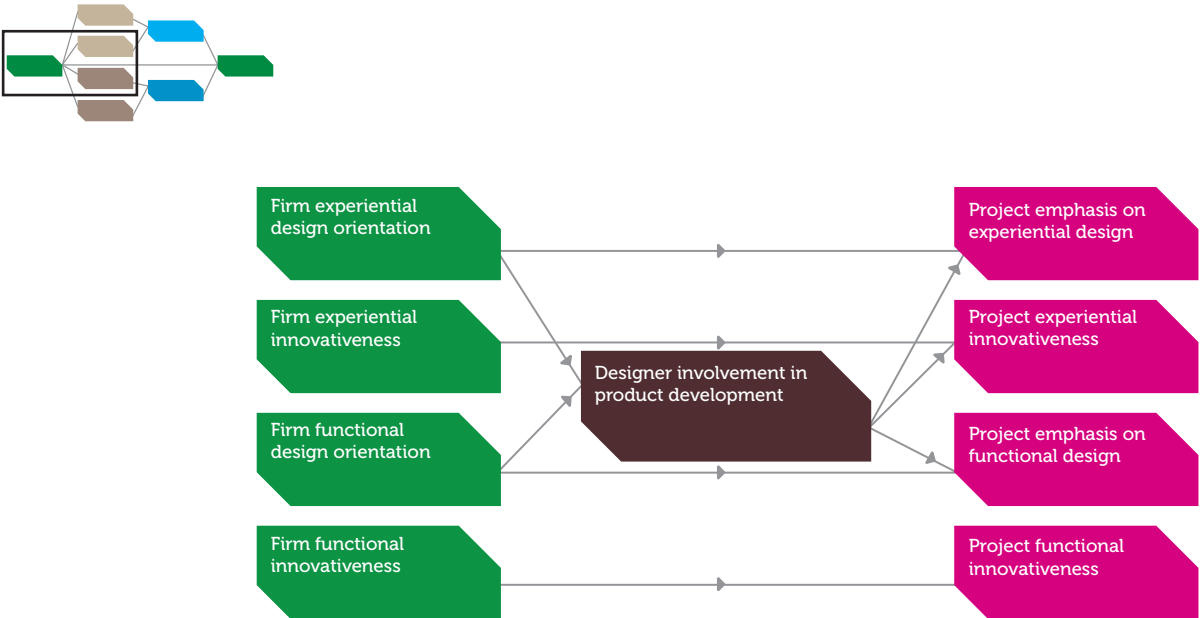 Firm experiential
design orientation
Firm experiential
innovativeness
Firm functional
design orientation
Firm functional
innovativeness
Designer involvement in
product development
Project emphasis on
experiential design
Project experiential
innovativeness
Project emphasis on
functional design
Project functional
innovativeness